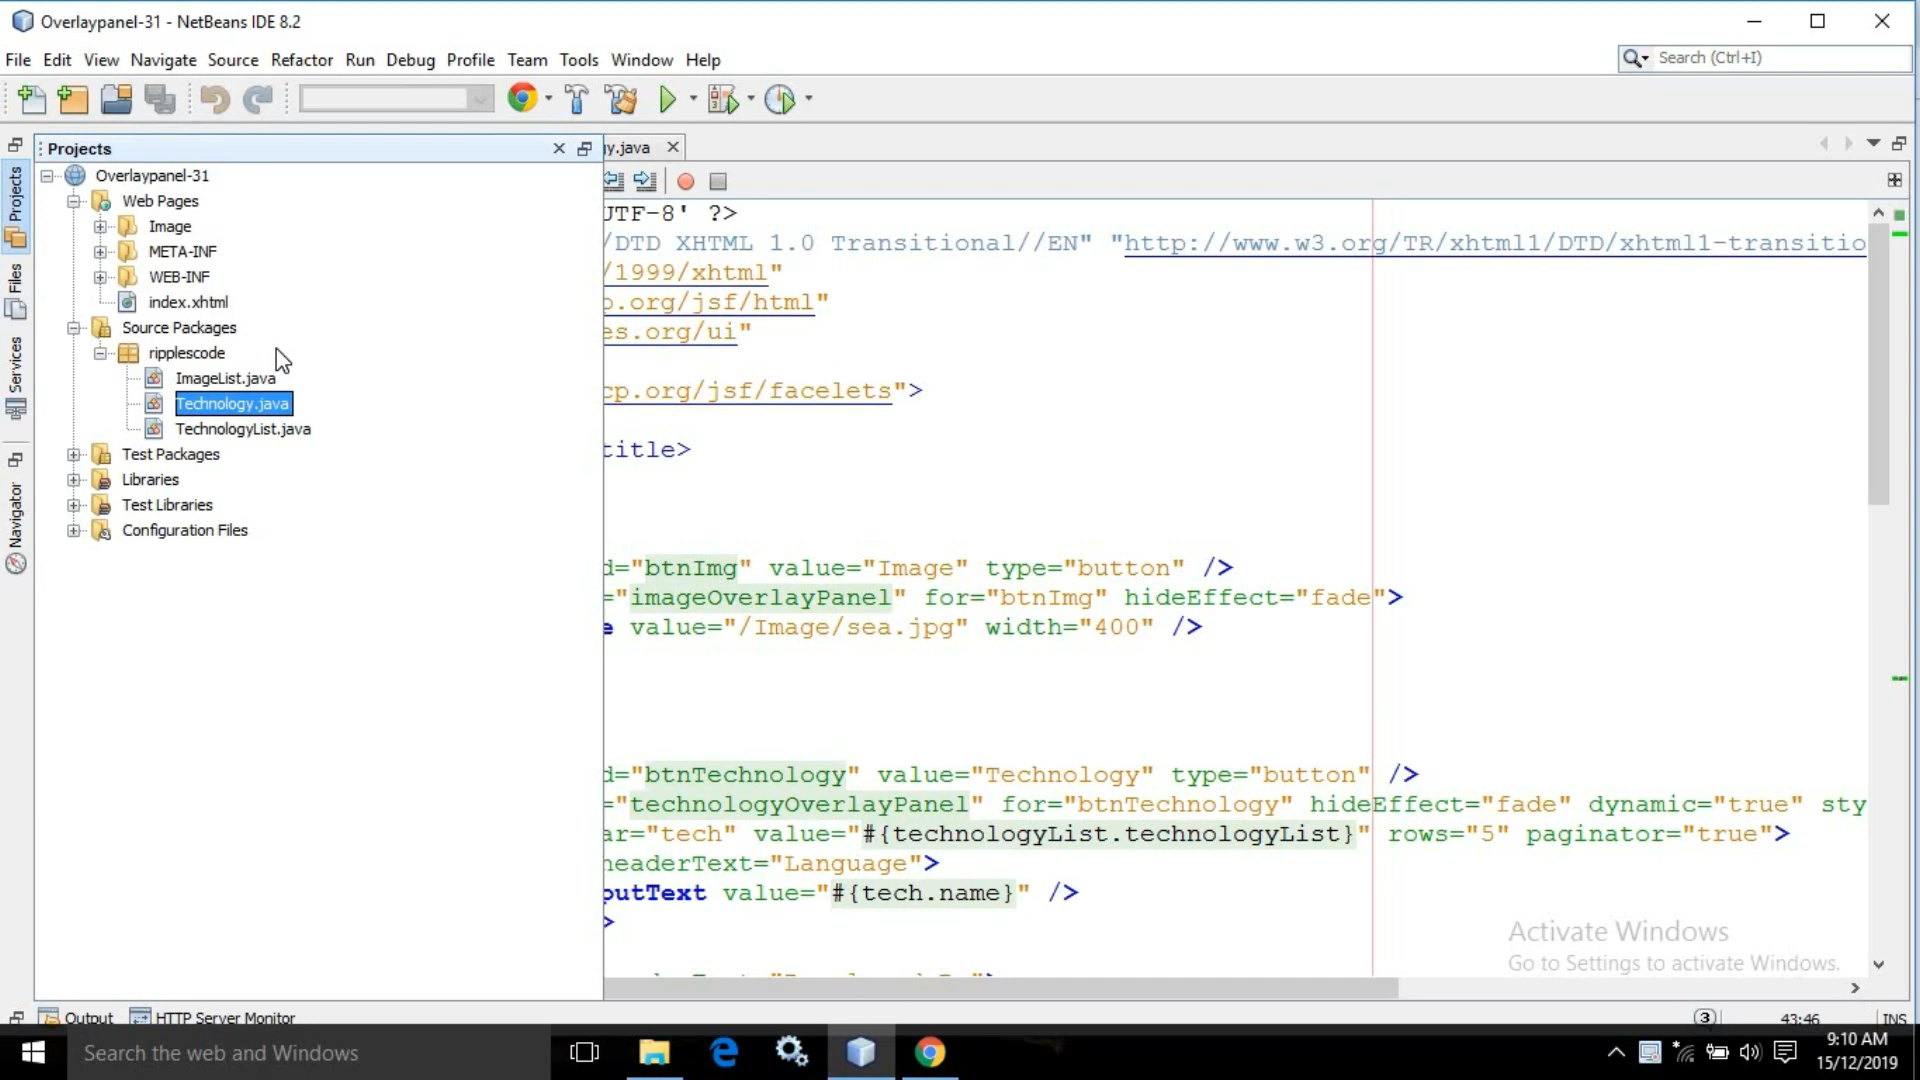 Overlaypanel-31 - NetBeans IDE 8.2
File Edit View Navigate Source Refactor Run Debug Profile Team Tools Window Help
Search (Ctrl+I)
Projects
y.java
Projects
Files
Services
Navigator
Overlaypanel-31
Web Pages
Image
META-INF
WEB-INF
index.xhtml
Source Packages
ripplescode
ImageList.java
Technology.java
TechnologyList.java
Test Packages
Libraries
Test Libraries
Configuration Files
UTF-8' ?>
/DTD XHTML 1.0 Transitional//EN" "http://www.w3.org/TR/xhtml1/DTD/xhtml1-transitio
/1999/xhtml"
p.org/jsf/html"
es.org/ui"
cp.org/jsf/facelets">
title>
d="btnImg" value="Image" type="button" />
="imageOverlayPanel" for="btnImg" hideEffect="fade">
e value="/Image/sea.jpg" width="400" />
d="btnTechnology" value="Technology" type="button" />
="technologyOverlayPanel" for="btnTechnology" hideEffect="fade" dynamic="true" sty
ar="tech" value="#{technologyList.technologyList}" rows="5" paginator="true">
headerText="Language">
putText value="#{tech.name}" />
>
Activate Windows
Go to Settings to activate Windows.
Output
HTTP Server Monitor
3
43:46
INS
Search the web and Windows
9:10 AM
15/12/2019